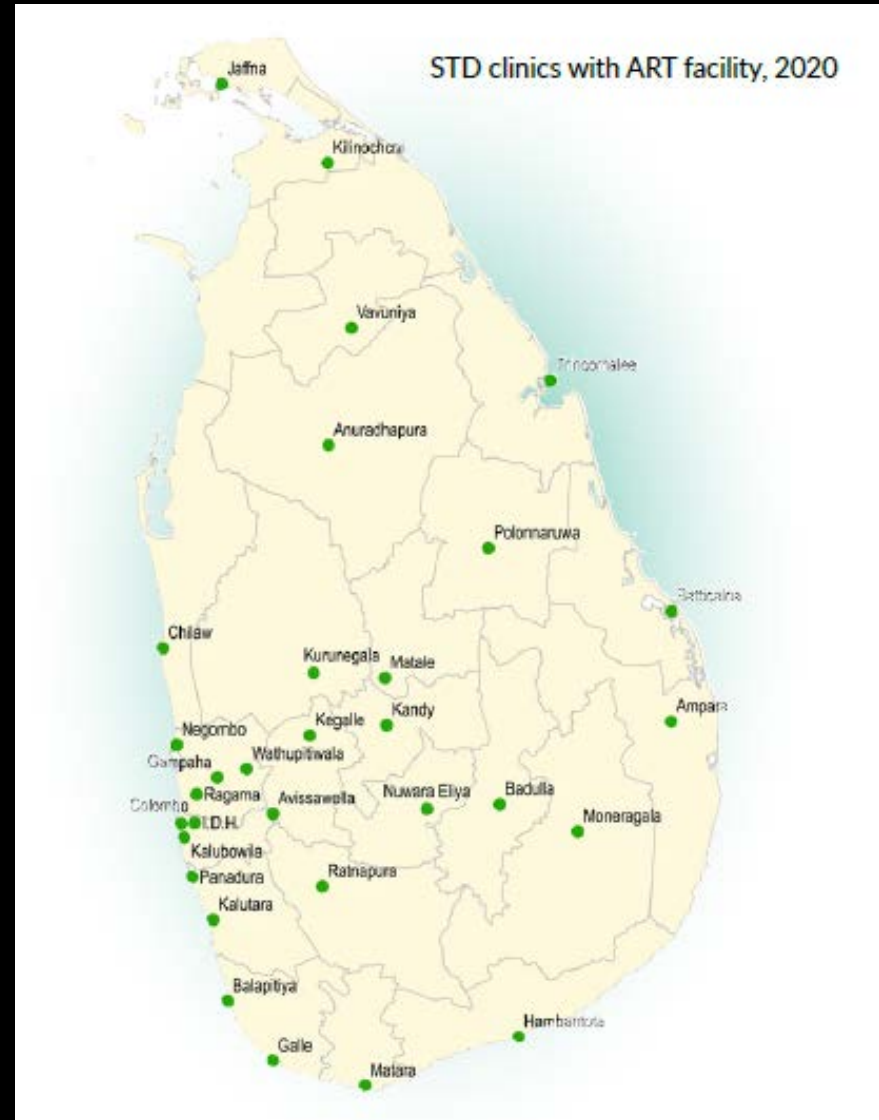 STD clinics with ART facility, 2020
Jaffna
Kilinochchi
Vavuniya
Trincomalee
Anuradhapura
Polonnaruwa
Batticaloa
Chilaw
Kurunegala
Matale
Ampara
Kandy
Kegalle
Negombo
Wathupitiwala
Gampaha
Nuwara Eliya
Badulla
Ragama
Avissawella
Colombo
Moneragala
I.D.H.
Kalubowila
Ratnapura
Panadura
Kalutara
Balapitiya
Hambantota
Galle
Matara